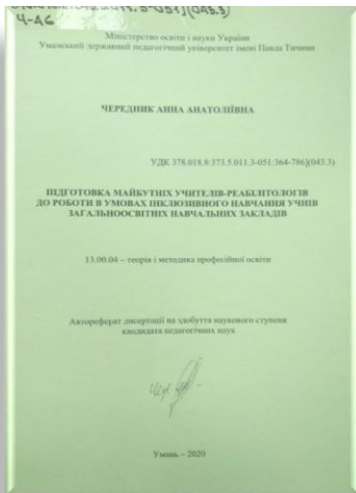 Ч-46
Міністерство освіти і науки України
Уманський державний педагогічний університет імені Павла Тичини
ЧЕРЕДНИК АННА АНАТОЛІЇВНА
УДК 378.018.8:373.5.011.3-051:364-786](043.3)
ПІДГОТОВКА МАЙБУТНІХ УЧИТЕЛІВ-РЕАБІЛІТОЛОГІВ
ДО РОБОТИ В УМОВАХ ІНКЛЮЗИВНОГО НАВЧАННЯ УЧНІВ
ЗАГАЛЬНООСВІТНІХ НАВЧАЛЬНИХ ЗАКЛАДІВ
13.00.04 – теорія і методика професійної освіти
Автореферат дисертації на здобуття наукового ступеня
кандидата педагогічних наук
Умань – 2020